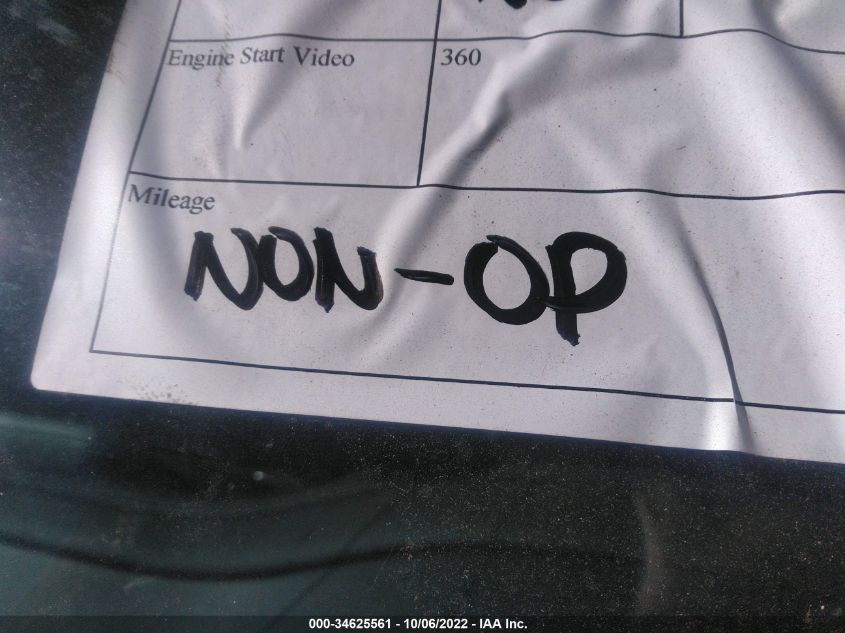 Engine Start Video 360
Mileage
NON-OP
000-34625561 - 10/06/2022 - IAA Inc.